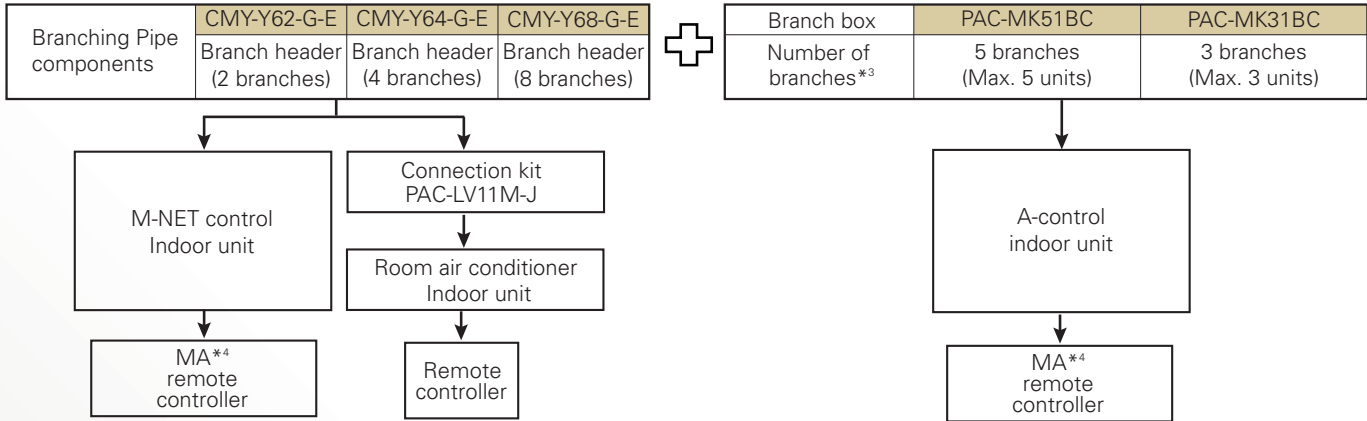 Branching Pipe
components
CMY-Y62-G-E
CMY-Y64-G-E
CMY-Y68-G-E
Branch header
(2 branches)
Branch header
(4 branches)
Branch header
(8 branches)
Branch box
PAC-MK51BC
PAC-MK31BC
Number of
branches*3
5 branches
(Max. 5 units)
3 branches
(Max. 3 units)
M-NET control
Indoor unit
Connection kit
PAC-LV11M-J
Room air conditioner
Indoor unit
A-control
indoor unit
MA*4
remote
controller
Remote
controller
MA*4
remote
controller